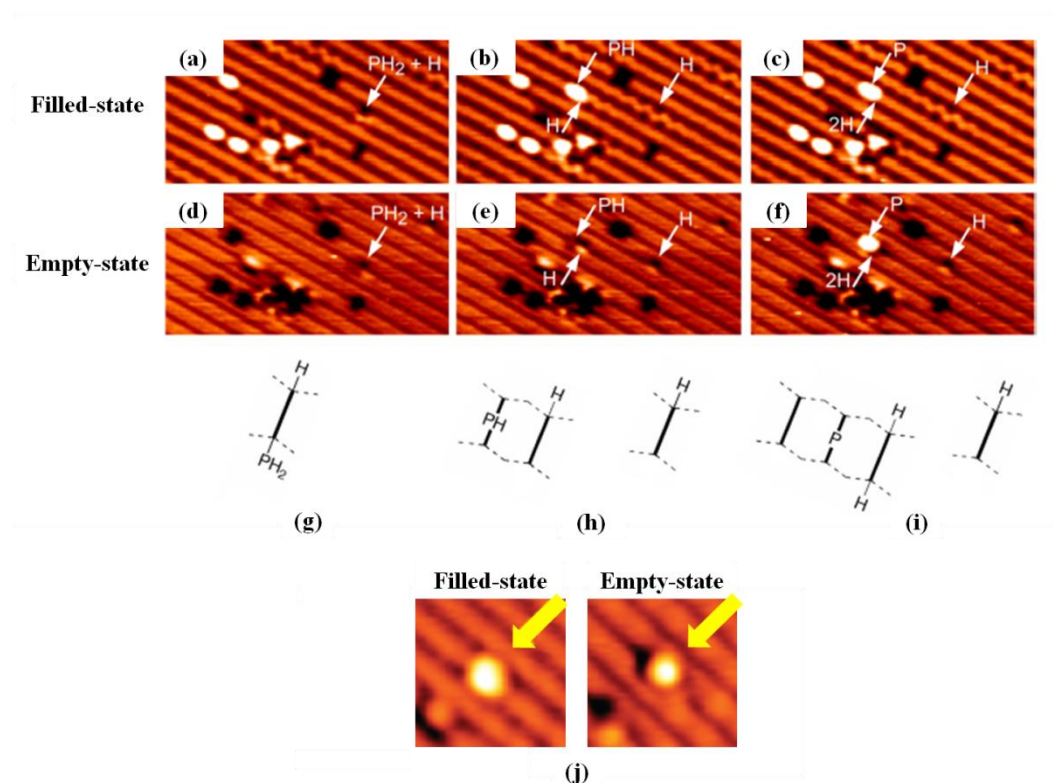 (a)
PH₂ + H
(b)
PH
H
H
(c)
P
H
2H
Filled-state
(d)
PH₂ + H
(e)
PH
H
H
(f)
P
H
2H
Empty-state
H
PH₂
(g)
PH
H
H
(h)
P
H
H
H
(i)
Filled-state
Empty-state
(j)